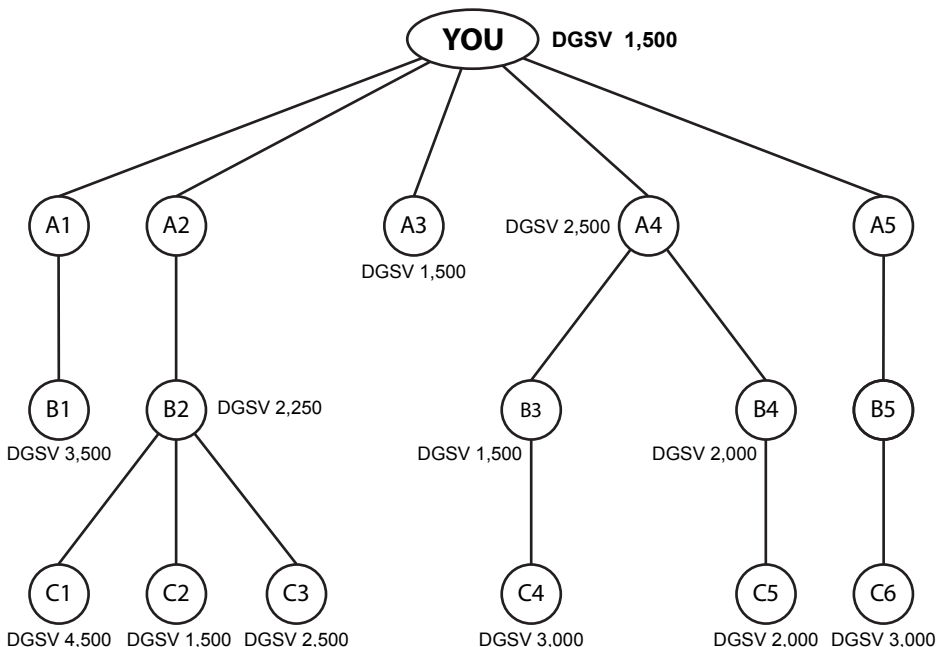 YOU DGSV 1,500
A1 A2 A3 DGSV 2,500 A4 A5
DGSV 1,500
B1 B2 DGSV 2,250 B3 B4 B5
DGSV 3,500 DGSV 1,500 DGSV 2,000
C1 C2 C3 C4 C5 C6
DGSV 4,500 DGSV 1,500 DGSV 2,500 DGSV 3,000 DGSV 2,000 DGSV 3,000